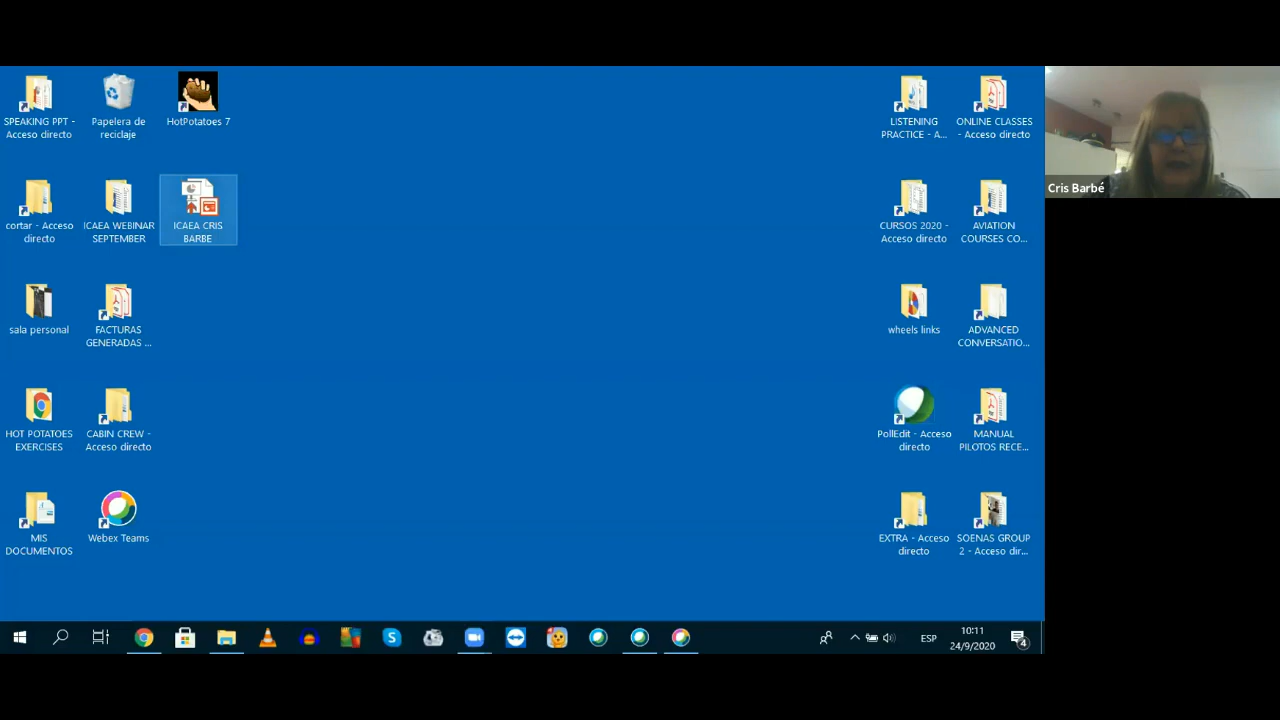 SPEAKING PPT -
Acceso directo
Papelera de
reciclaje
HotPotatoes 7
LISTENING
PRACTICE - A...
ONLINE CLASSES
- Acceso directo
Cris Barbé
cortar - Acceso
directo
ICAEA WEBINAR
SEPTEMBER
ICAEA CRIS
BARBE
CURSOS 2020 -
Acceso directo
AVIATION
COURSES CO...
sala personal
FACTURAS
GENERADAS ...
wheels links
ADVANCED
CONVERSATIO...
HOT POTATOES
EXERCISES
CABIN CREW -
Acceso directo
PollEdit - Acceso
directo
MANUAL
PILOTOS RECE...
MIS
DOCUMENTOS
Webex Teams
EXTRA - Acceso
directo
SOENAS GROUP
2 - Acceso dir...
ESP
10:11
24/9/2020
4